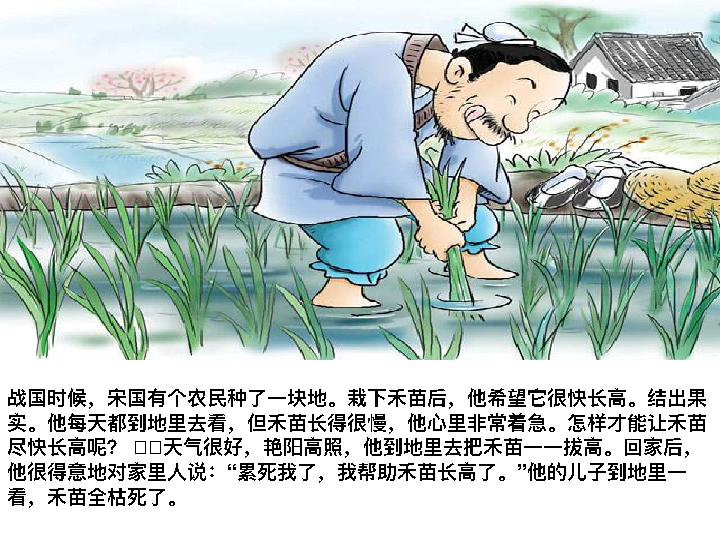 战国时候，宋国有个农民种了一块地。栽下禾苗后，他希望它很快长高。结出果
实。他每天都到地里去看，但禾苗长得很慢，他心里非常着急。怎样才能让禾苗
尽快长高呢？ □□天气很好，艳阳高照，他到地里去把禾苗一一拔高。回家后，
他很得意地对家里人说：“累死我了，我帮助禾苗长高了。”他的儿子到地里一
看，禾苗全枯死了。